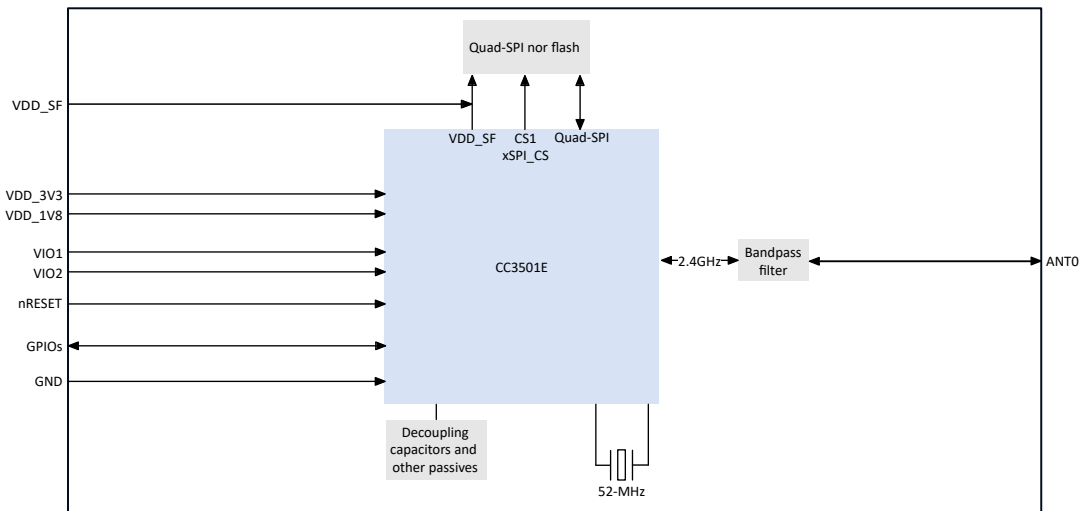 Quad-SPI nor flash
VDD_SF
VDD_SF
CS1
xSPI_CS
Quad-SPI
VDD_3V3
VDD_1V8
VIO1
VIO2
nRESET
GPIOs
GND
CC3501E
2.4GHz
Bandpass
filter
ANT0
Decoupling
capacitors and
other passives
52-MHz